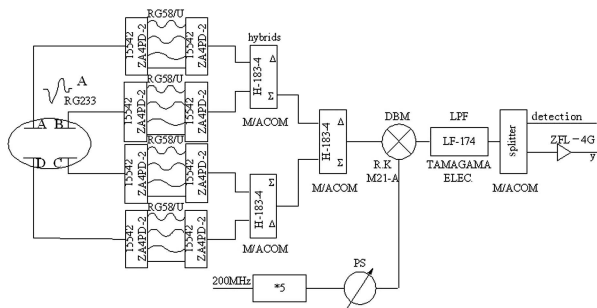 RG58/U
15542
ZA4PD-2
15542
ZA4PD-2
hybrids
Δ
H-183-4
Σ
M/ACOM
A
RG233
RG58/U
15542
ZA4PD-2
15542
ZA4PD-2
A B
D C
RG58/U
15542
ZA4PD-2
15542
ZA4PD-2
Σ
H-183-4
Δ
M/ACOM
RG58/U
15542
ZA4PD-2
15542
ZA4PD-2
Δ
H-183-4
Σ
M/ACOM
DBM
R.K
M21-A
LPF
LF-174
TAMAGAMA
ELEC.
splitter
M/ACOM
detection
ZFL-4G
y
200MHz
*5
PS